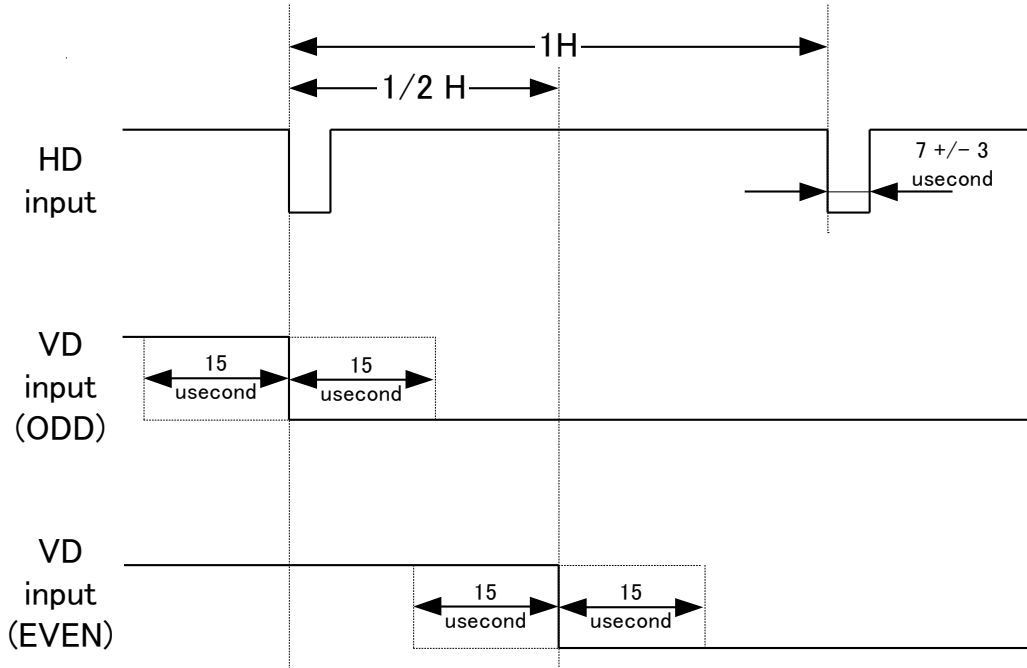 1H
1/2 H
HD
input
7 +/- 3
usecond
VD
input
(ODD)
15
usecond
15
usecond
VD
input
(EVEN)
15
usecond
15
usecond